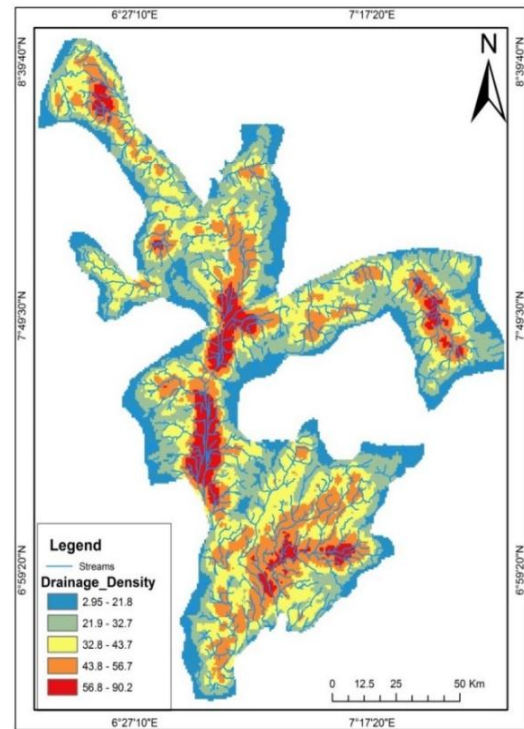 6°27'10"E 7°17'20"E
N
8°39'40"N 8°39'40"N
7°49'30"N 7°49'30"N
6°59'20"N 6°59'20"N
Legend
Streams
Drainage_Density
2.95 - 21.8
21.9 - 32.7
32.8 - 43.7
43.8 - 56.7
56.8 - 90.2
0 12.5 25 50 Km
6°27'10"E 7°17'20"E